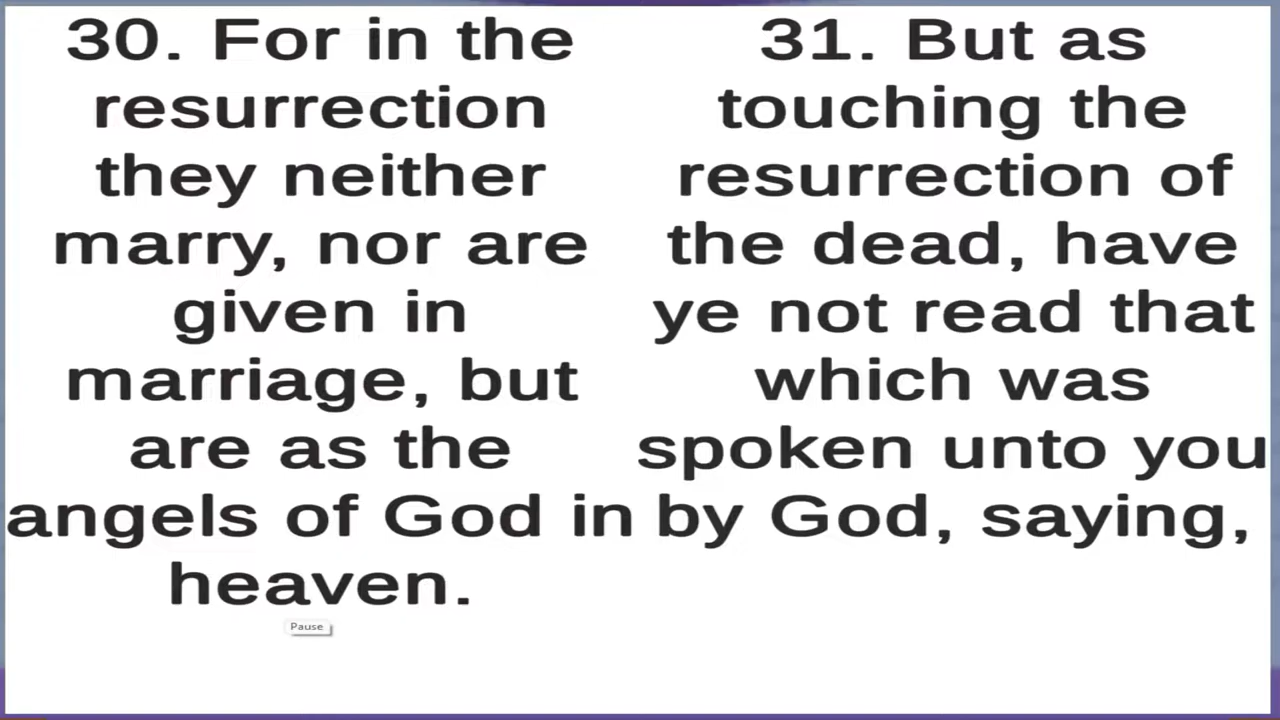 30. For in the
resurrection
they neither
marry, nor are
given in
marriage, but
are as the
angels of God in
heaven.
31. But as
touching the
resurrection of
the dead, have
ye not read that
which was
spoken unto you
by God, saying,
Pause